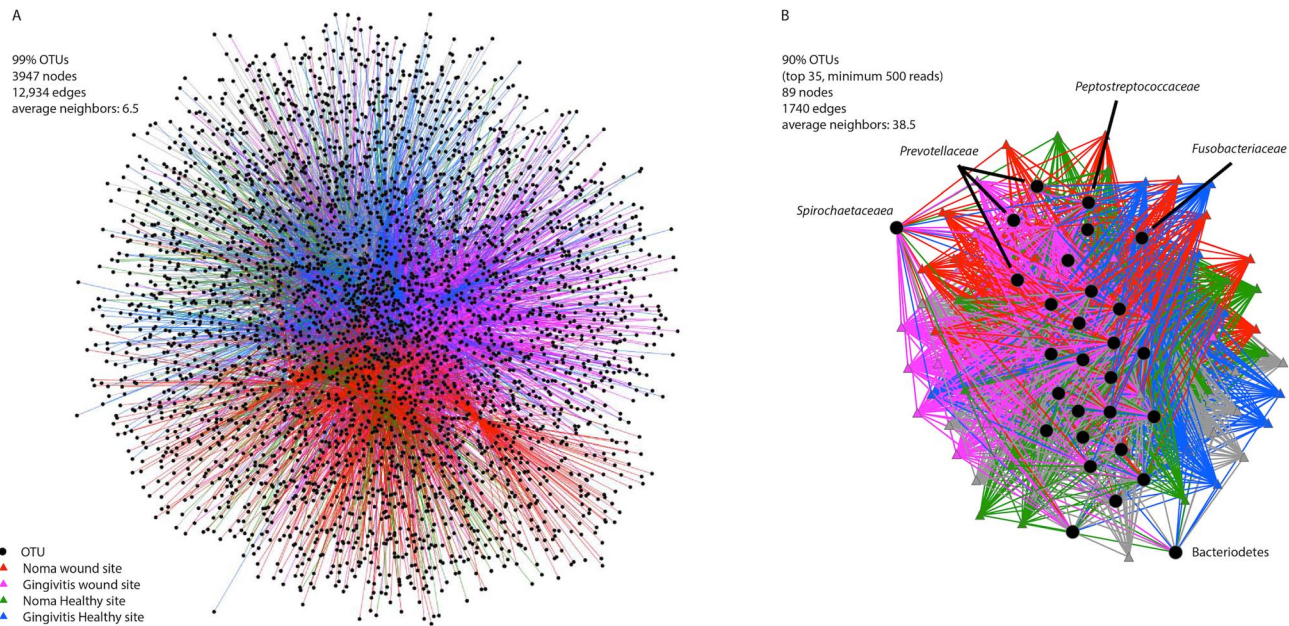 A
99% OTUs
3947 nodes
12,934 edges
average neighbors: 6.5
OTU
Noma wound site
Gingivitis wound site
Noma Healthy site
Gingivitis Healthy site
B
90% OTUs
(top 35, minimum 500 reads)
89 nodes
1740 edges
average neighbors: 38.5
Peptostreptococcaceae
Prevotellaceae
Fusobacteriaceae
Spirochaetaceaea
Bacteriodetes